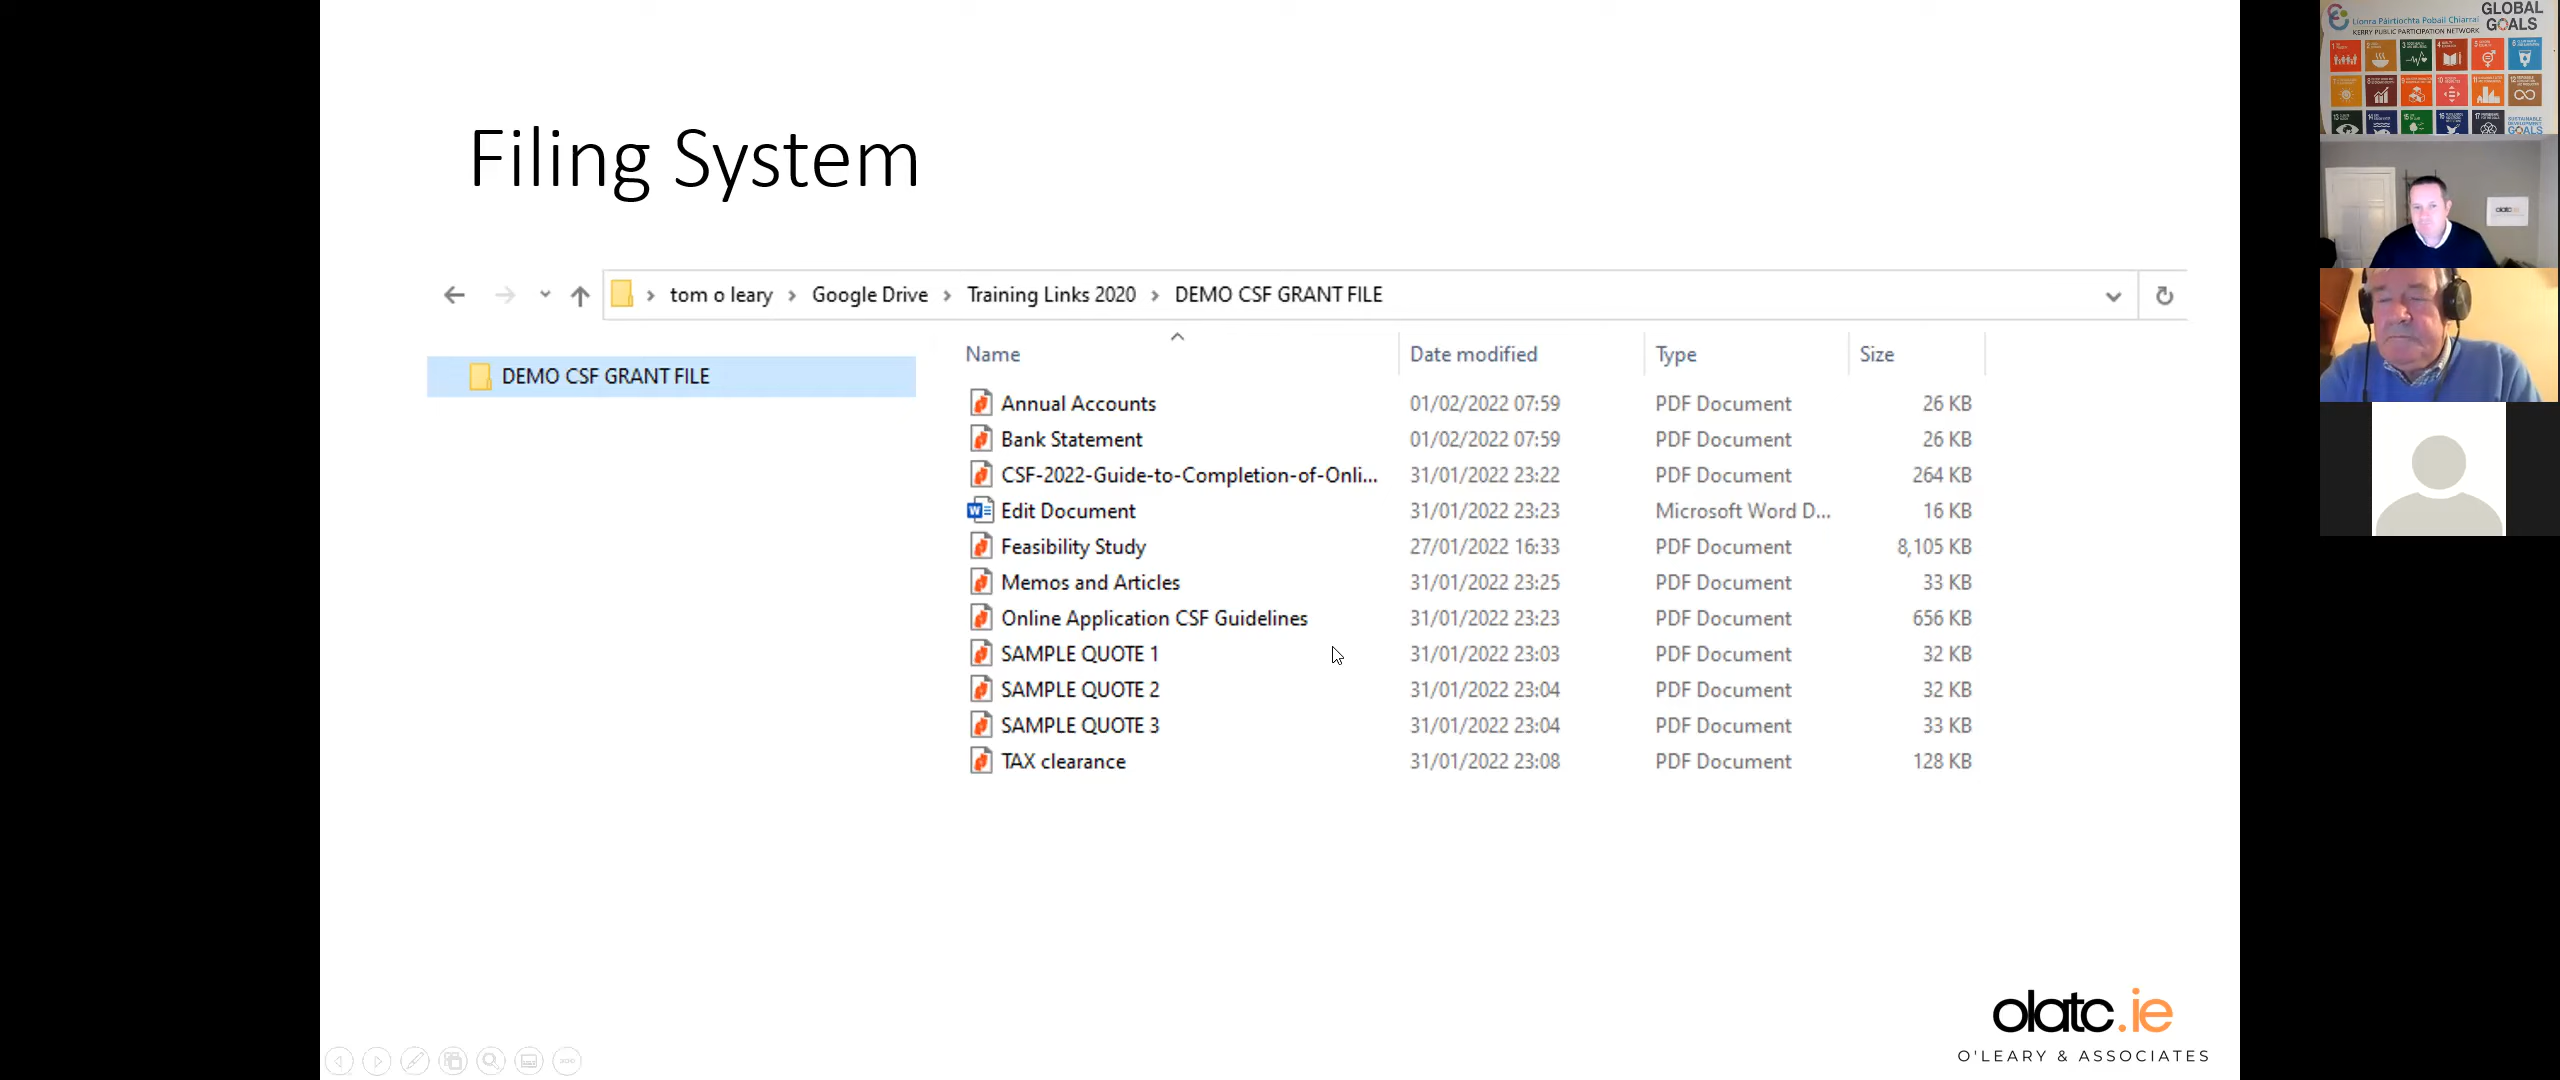 Filing System
tom o leary > Google Drive > Training Links 2020 > DEMO CSF GRANT FILE
DEMO CSF GRANT FILE
Name Date modified Type Size
Annual Accounts 01/02/2022 07:59 PDF Document 26 KB
Bank Statement 01/02/2022 07:59 PDF Document 26 KB
CSF-2022-Guide-to-Completion-of-Onli... 31/01/2022 23:22 PDF Document 264 KB
Edit Document 31/01/2022 23:23 Microsoft Word D... 16 KB
Feasibility Study 27/01/2022 16:33 PDF Document 8,105 KB
Memos and Articles 31/01/2022 23:25 PDF Document 33 KB
Online Application CSF Guidelines 31/01/2022 23:23 PDF Document 656 KB
SAMPLE QUOTE 1 31/01/2022 23:03 PDF Document 32 KB
SAMPLE QUOTE 2 31/01/2022 23:04 PDF Document 32 KB
SAMPLE QUOTE 3 31/01/2022 23:04 PDF Document 33 KB
TAX clearance 31/01/2022 23:08 PDF Document 128 KB
olatc.ie
O'LEARY & ASSOCIATES
Líonra Páirtíochta Pobail Chiarraí
KERRY PUBLIC PARTICIPATION NETWORK
GLOBAL
GOALS